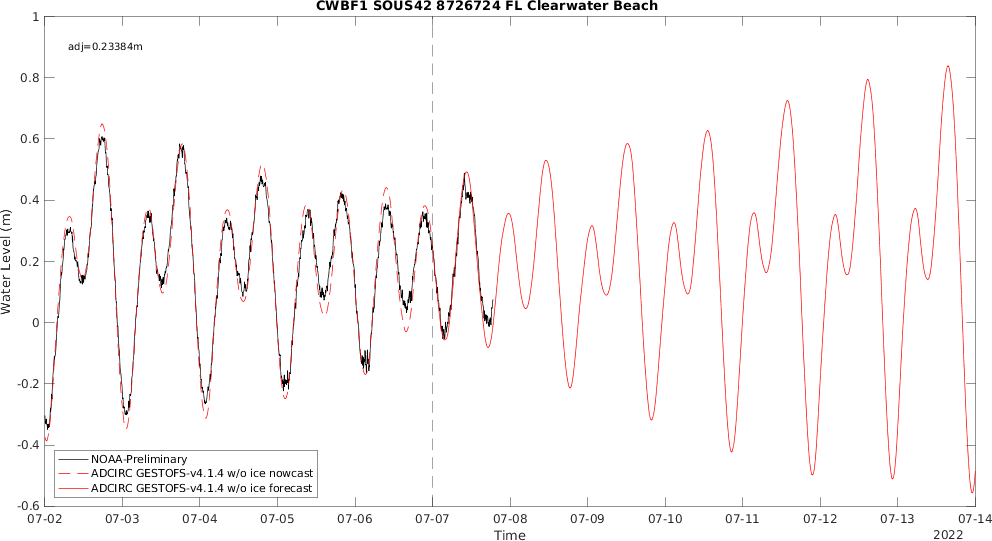 CWBF1 SOUS42 8726724 FL Clearwater Beach
adj=0.23384m
Water Level (m)
1
0.8
0.6
0.4
0.2
0
-0.2
-0.4
-0.6
NOAA-Preliminary
ADCIRC GESTOFS-v4.1.4 w/o ice nowcast
ADCIRC GESTOFS-v4.1.4 w/o ice forecast
07-02 07-03 07-04 07-05 07-06 07-07 07-08 07-09 07-10 07-11 07-12 07-13 07-14
Time
2022